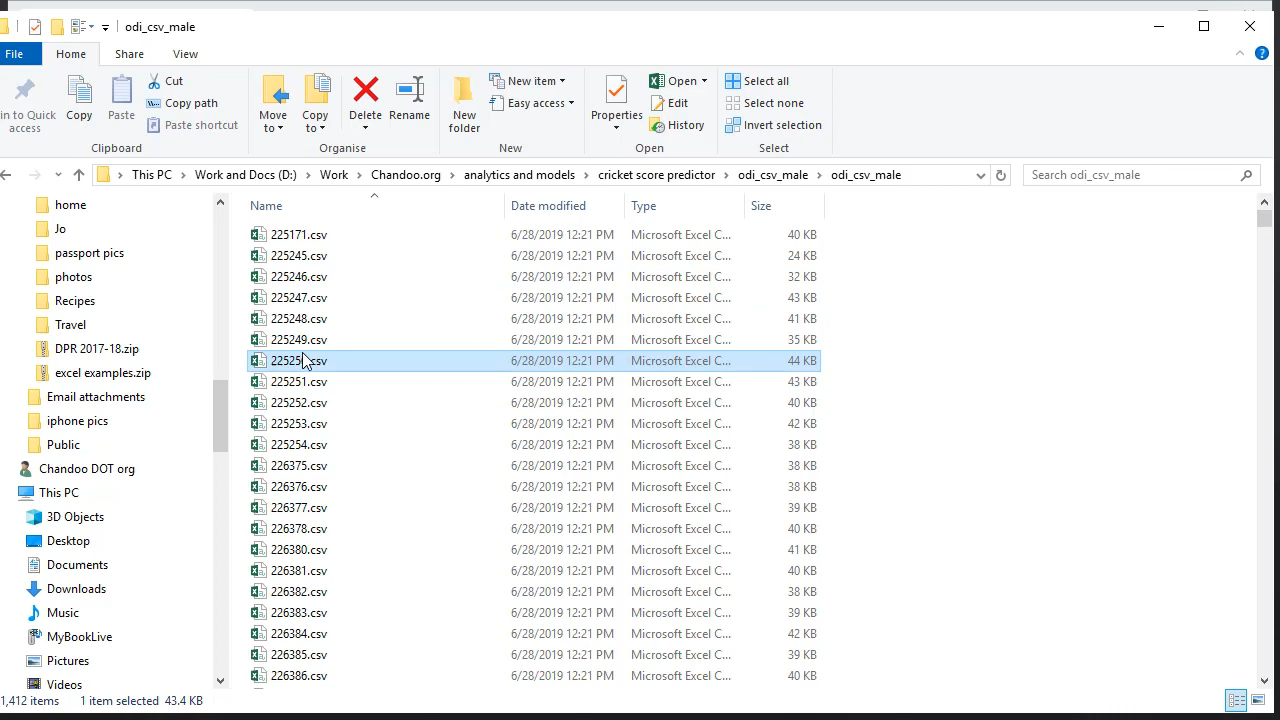 odi_csv_male
File Home Share View
in to Quick access
Copy
Paste
Cut
Copy path
Paste shortcut
Clipboard
Move to
Copy to
Delete
Rename
Organise
New folder
New item
Easy access
New
Properties
Open
Edit
History
Open
Select all
Select none
Invert selection
Select
This PC > Work and Docs (D:) > Work > Chandoo.org > analytics and models > cricket score predictor > odi_csv_male > odi_csv_male
Search odi_csv_male
home
Jo
passport pics
photos
Recipes
Travel
DPR 2017-18.zip
excel examples.zip
Email attachments
iphone pics
Public
Chandoo DOT org
This PC
3D Objects
Desktop
Documents
Downloads
Music
MyBookLive
Pictures
Videos
Name Date modified Type Size
225171.csv 6/28/2019 12:21 PM Microsoft Excel C... 40 KB
225245.csv 6/28/2019 12:21 PM Microsoft Excel C... 24 KB
225246.csv 6/28/2019 12:21 PM Microsoft Excel C... 32 KB
225247.csv 6/28/2019 12:21 PM Microsoft Excel C... 43 KB
225248.csv 6/28/2019 12:21 PM Microsoft Excel C... 41 KB
225249.csv 6/28/2019 12:21 PM Microsoft Excel C... 35 KB
6/28/2019 12:21 PM Microsoft Excel C... 44 KB
225251.csv 6/28/2019 12:21 PM Microsoft Excel C... 43 KB
225252.csv 6/28/2019 12:21 PM Microsoft Excel C... 40 KB
225253.csv 6/28/2019 12:21 PM Microsoft Excel C... 42 KB
225254.csv 6/28/2019 12:21 PM Microsoft Excel C... 38 KB
226375.csv 6/28/2019 12:21 PM Microsoft Excel C... 38 KB
226376.csv 6/28/2019 12:21 PM Microsoft Excel C... 38 KB
226377.csv 6/28/2019 12:21 PM Microsoft Excel C... 39 KB
226378.csv 6/28/2019 12:21 PM Microsoft Excel C... 40 KB
226380.csv 6/28/2019 12:21 PM Microsoft Excel C... 41 KB
226381.csv 6/28/2019 12:21 PM Microsoft Excel C... 40 KB
226382.csv 6/28/2019 12:21 PM Microsoft Excel C... 38 KB
226383.csv 6/28/2019 12:21 PM Microsoft Excel C... 39 KB
226384.csv 6/28/2019 12:21 PM Microsoft Excel C... 42 KB
226385.csv 6/28/2019 12:21 PM Microsoft Excel C... 39 KB
226386.csv 6/28/2019 12:21 PM Microsoft Excel C... 40 KB
1,412 items 1 item selected 43.4 KB